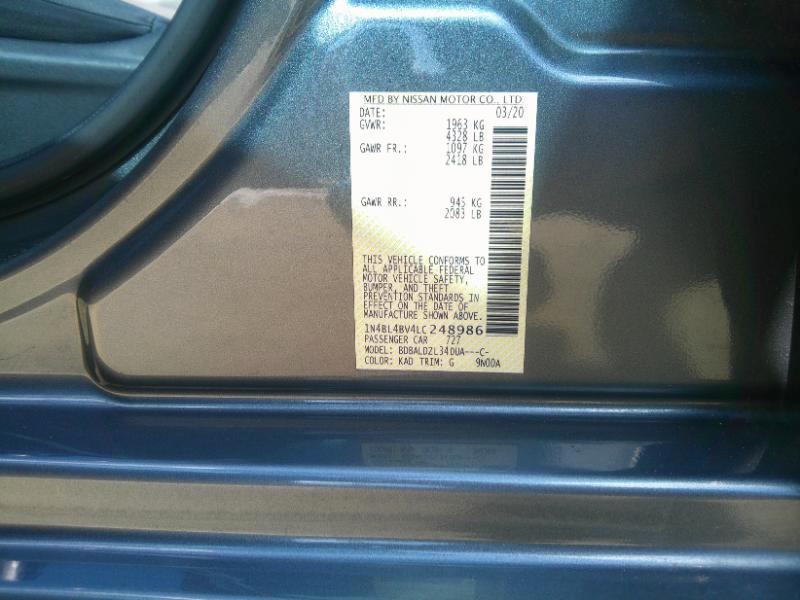 MFD BY NISSAN MOTOR CO., LTD
DATE: 03/20
GVWR: 1963 KG
4328 LB
GAWR FR.: 1097 KG
2418 LB
GAWR RR.: 945 KG
2083 LB
THIS VEHICLE CONFORMS TO
ALL APPLICABLE FEDERAL
MOTOR VEHICLE SAFETY,
BUMPER, AND THEFT
PREVENTION STANDARDS IN
EFFECT ON THE DATE OF
MANUFACTURE SHOWN ABOVE.
1N4BL4BV4LC248986
PASSENGER CAR 727
MODEL: BDBALDZL34DUA---C-
COLOR: KAD TRIM: G 9N00A